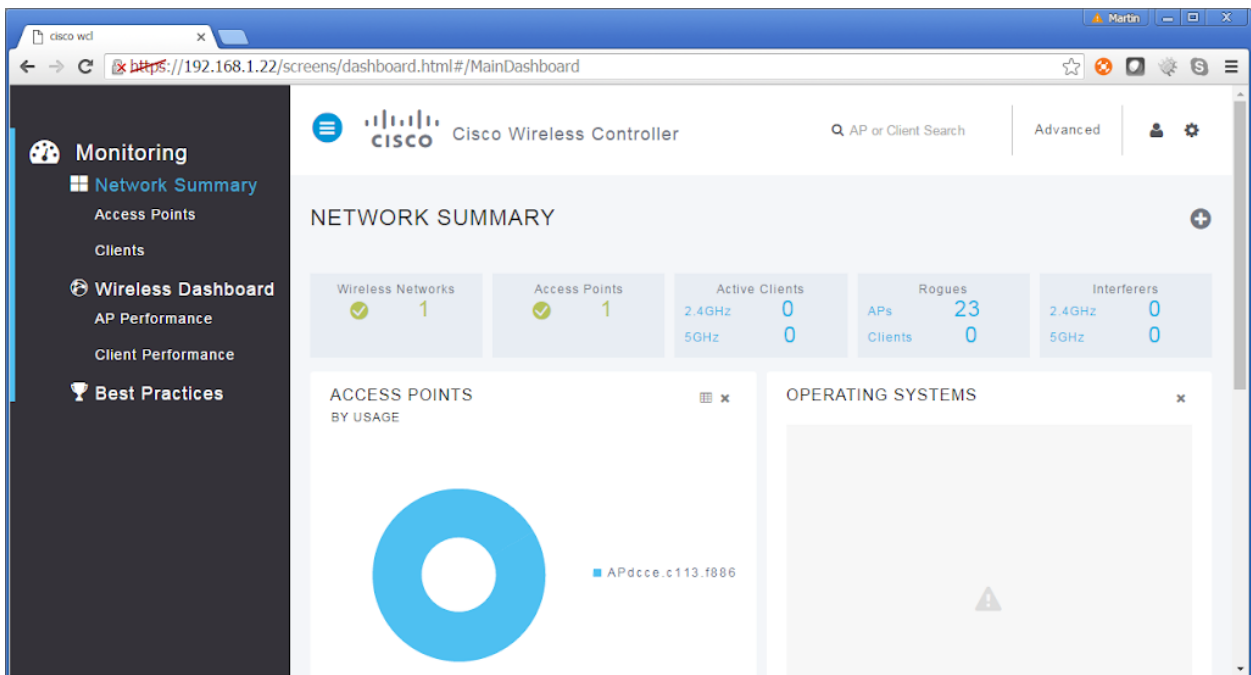 Martin
cisco wcl
https://192.168.1.22/screens/dashboard.html#/MainDashboard
CISCO Cisco Wireless Controller
AP or Client Search
Advanced
Monitoring
Network Summary
Access Points
Clients
Wireless Dashboard
AP Performance
Client Performance
Best Practices
NETWORK SUMMARY
Wireless Networks
1
Access Points
1
Active Clients
2.4GHz 0
5GHz 0
Rogues
APs 23
Clients 0
Interferers
2.4GHz 0
5GHz 0
ACCESS POINTS
BY USAGE
APdcce.c113.f886
OPERATING SYSTEMS